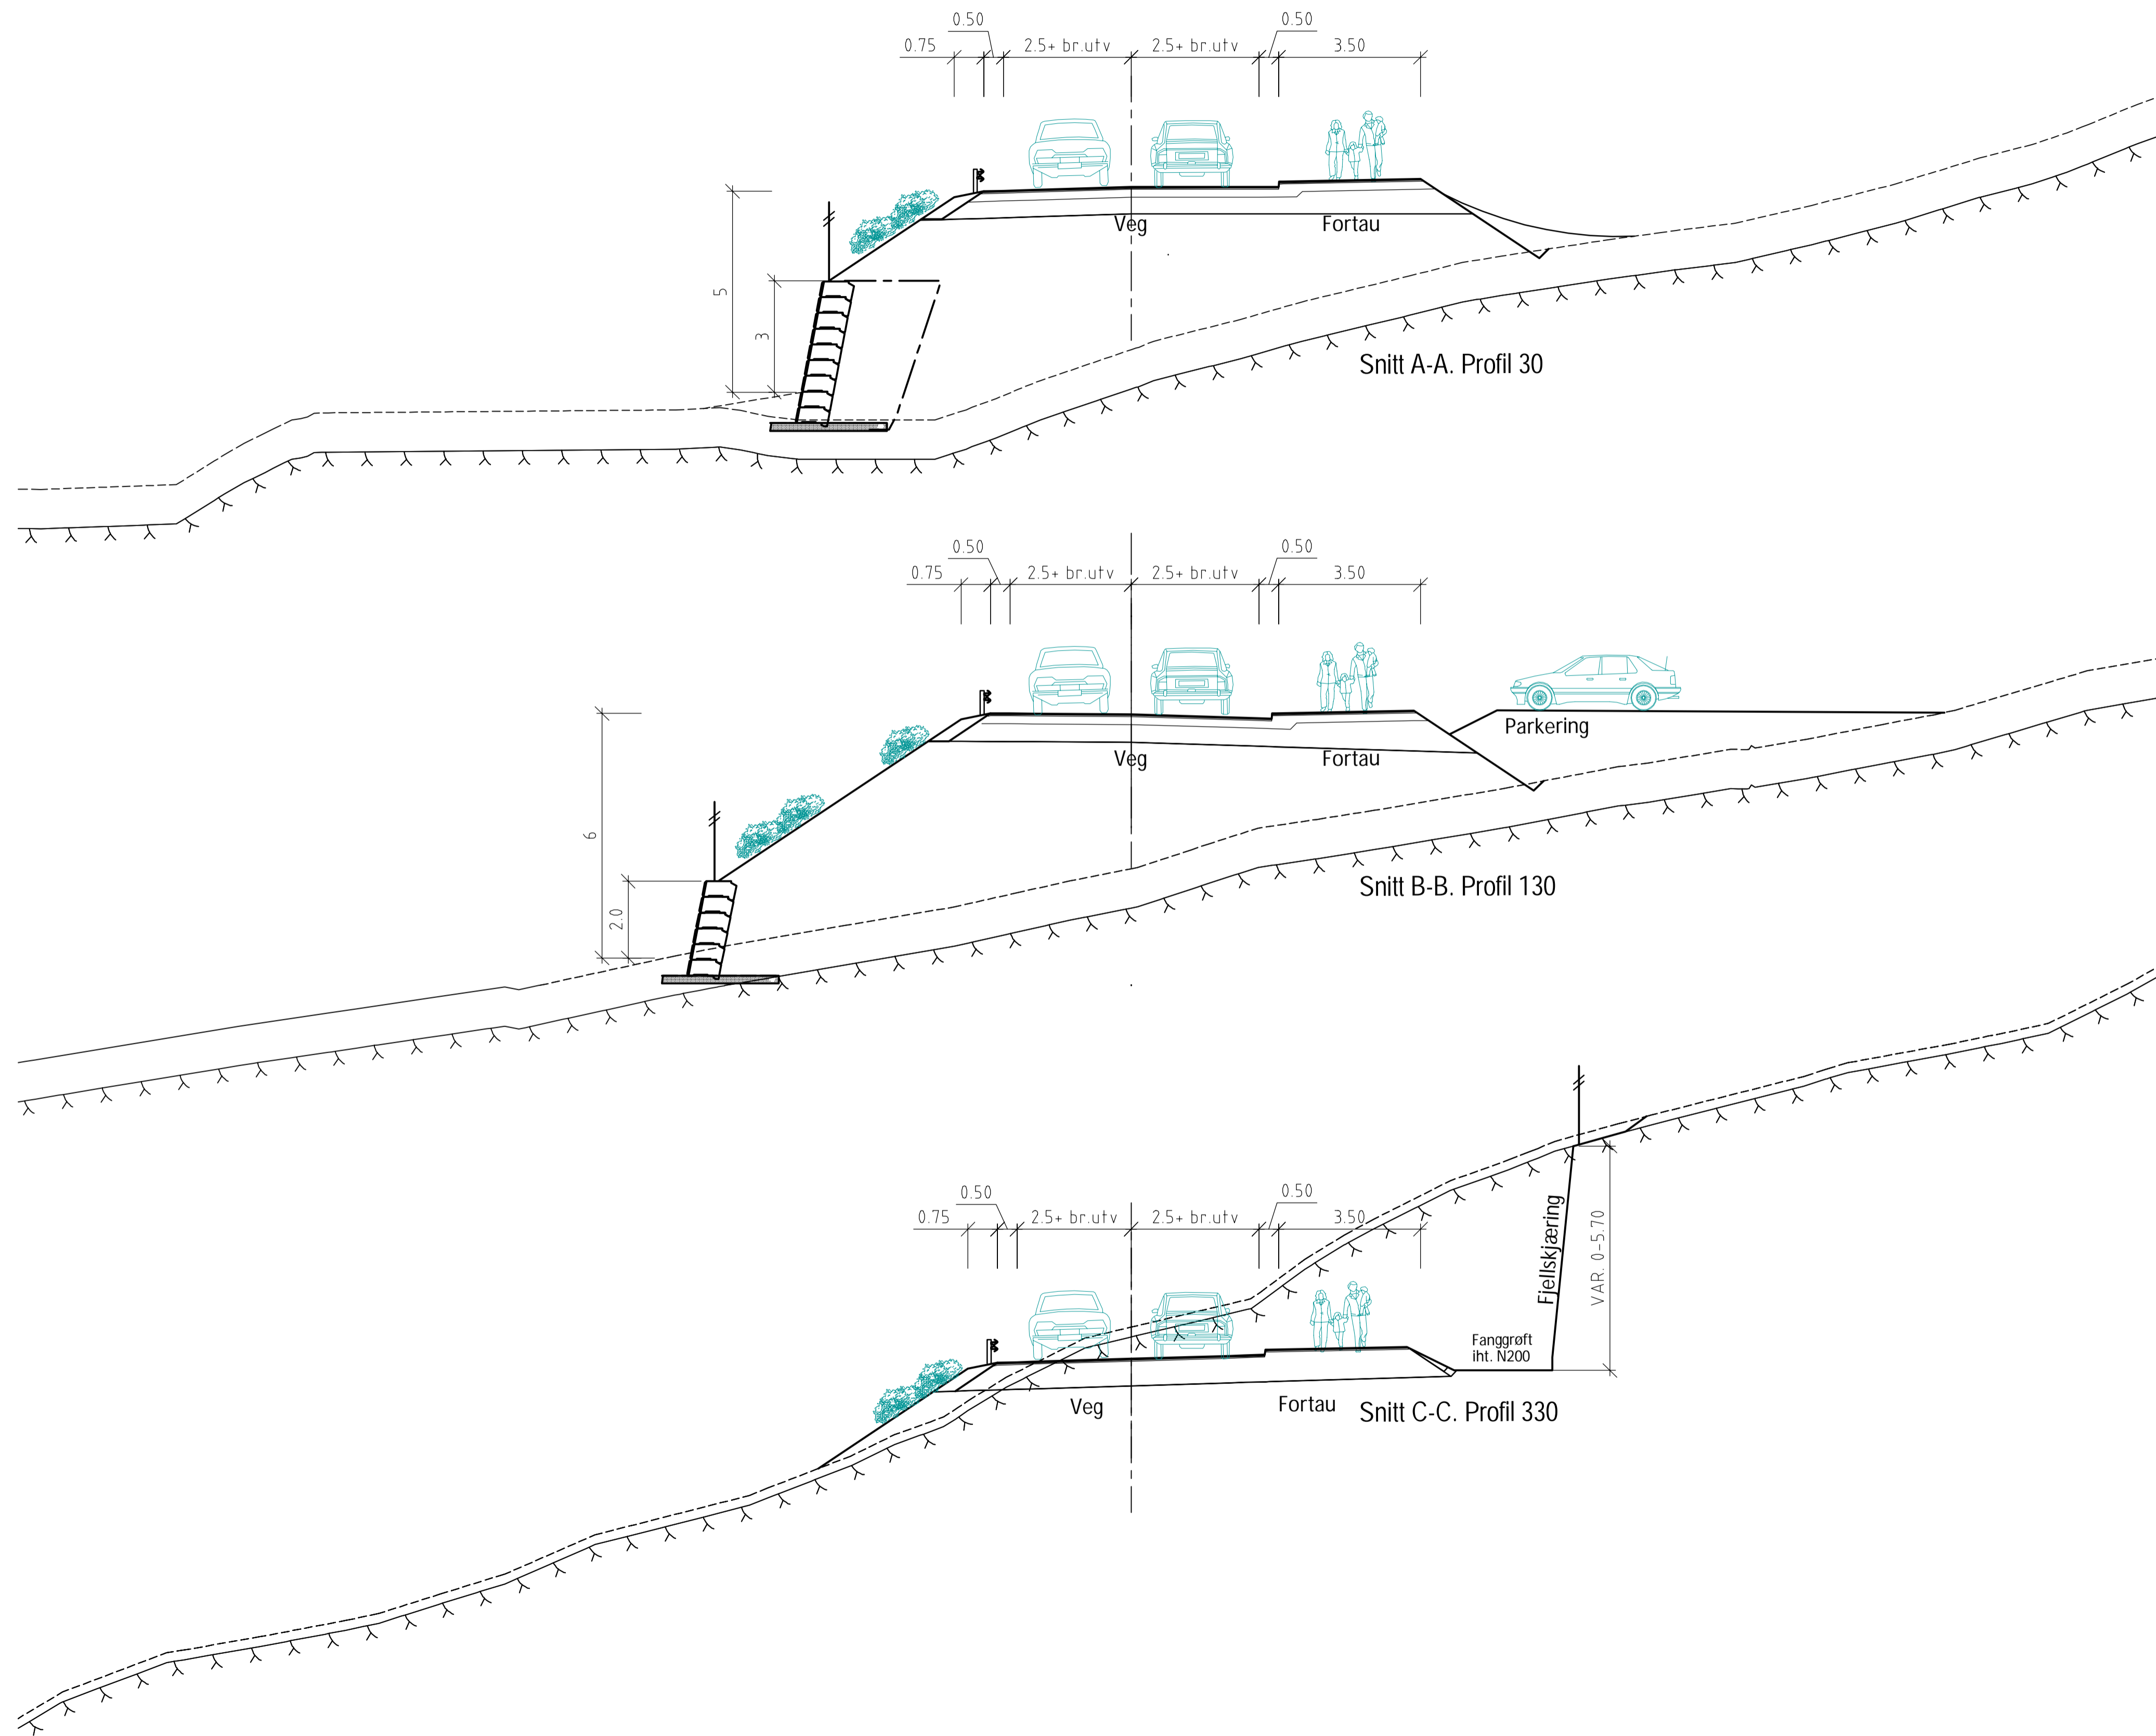 0.50 0.50
0.75 2.5+ br.utv 2.5+ br.utv 3.50
Veg Fortau
5
3
Snitt A-A. Profil 30
0.50 0.50
0.75 2.5+ br.utv 2.5+ br.utv 3.50
Parkering
Veg Fortau
6
2.0
Snitt B-B. Profil 130
0.50 0.50
0.75 2.5+ br.utv 2.5+ br.utv 3.50
Fjellskjæring
VAR. 0-5.70
Fanggrøft
iht. N200
Veg Fortau
Snitt C-C. Profil 330